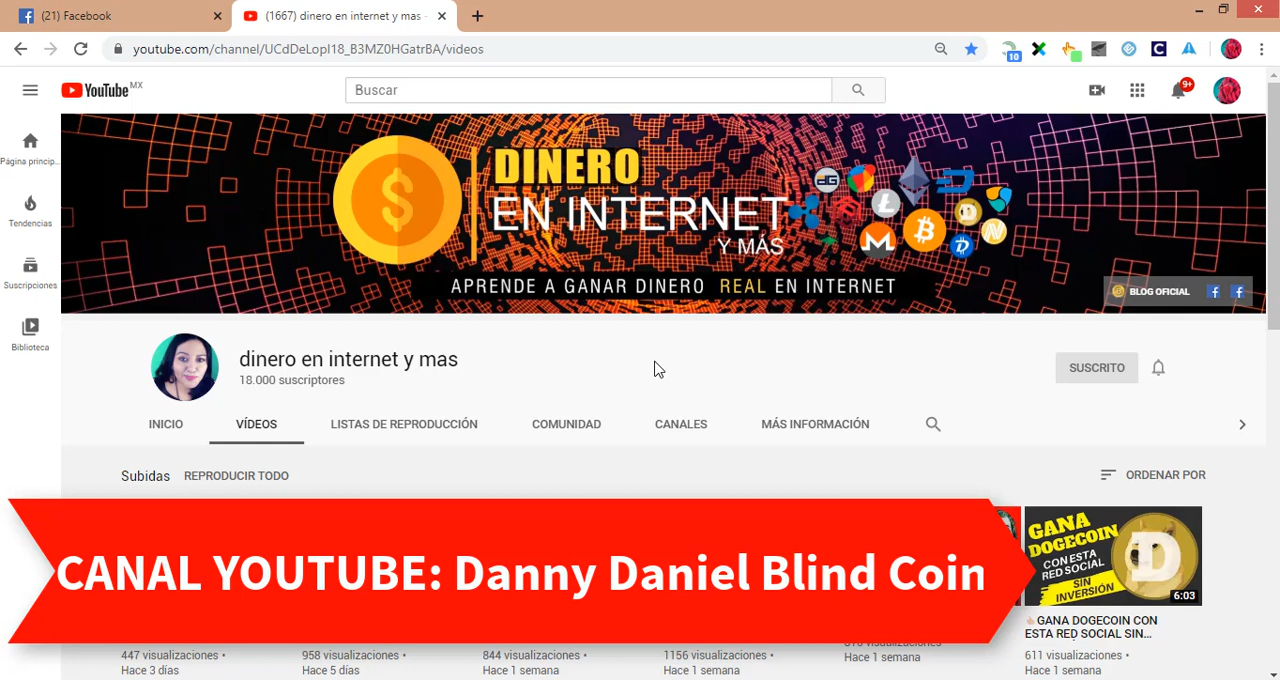 (21) Facebook
(1667) dinero en internet y mas -
youtube.com/channel/UCdDeLopI18_B3MZ0HGatrBA/videos
10
YouTube MX
Buscar
9+
Página princip...
Tendencias
Suscripciones
Biblioteca
DINERO
EN INTERNET
Y MÁS
APRENDE A GANAR DINERO REAL EN INTERNET
BLOG OFICIAL
dinero en internet y mas
18.000 suscriptores
SUSCRITO
INICIO
VÍDEOS
LISTAS DE REPRODUCCIÓN
COMUNIDAD
CANALES
MÁS INFORMACIÓN
Subidas
REPRODUCIR TODO
ORDENAR POR
CANAL YOUTUBE: Danny Daniel Blind Coin
GANA
DOGECOIN
CON ESTA
RED SOCIAL
SIN
INVERSIÓN
6:03
GANA DOGECOIN CON
ESTA RED SOCIAL SIN...
447 visualizaciones •
Hace 3 días
958 visualizaciones •
Hace 5 días
844 visualizaciones •
Hace 1 semana
1156 visualizaciones •
Hace 1 semana
Hace 1 semana
611 visualizaciones •
Hace 1 semana